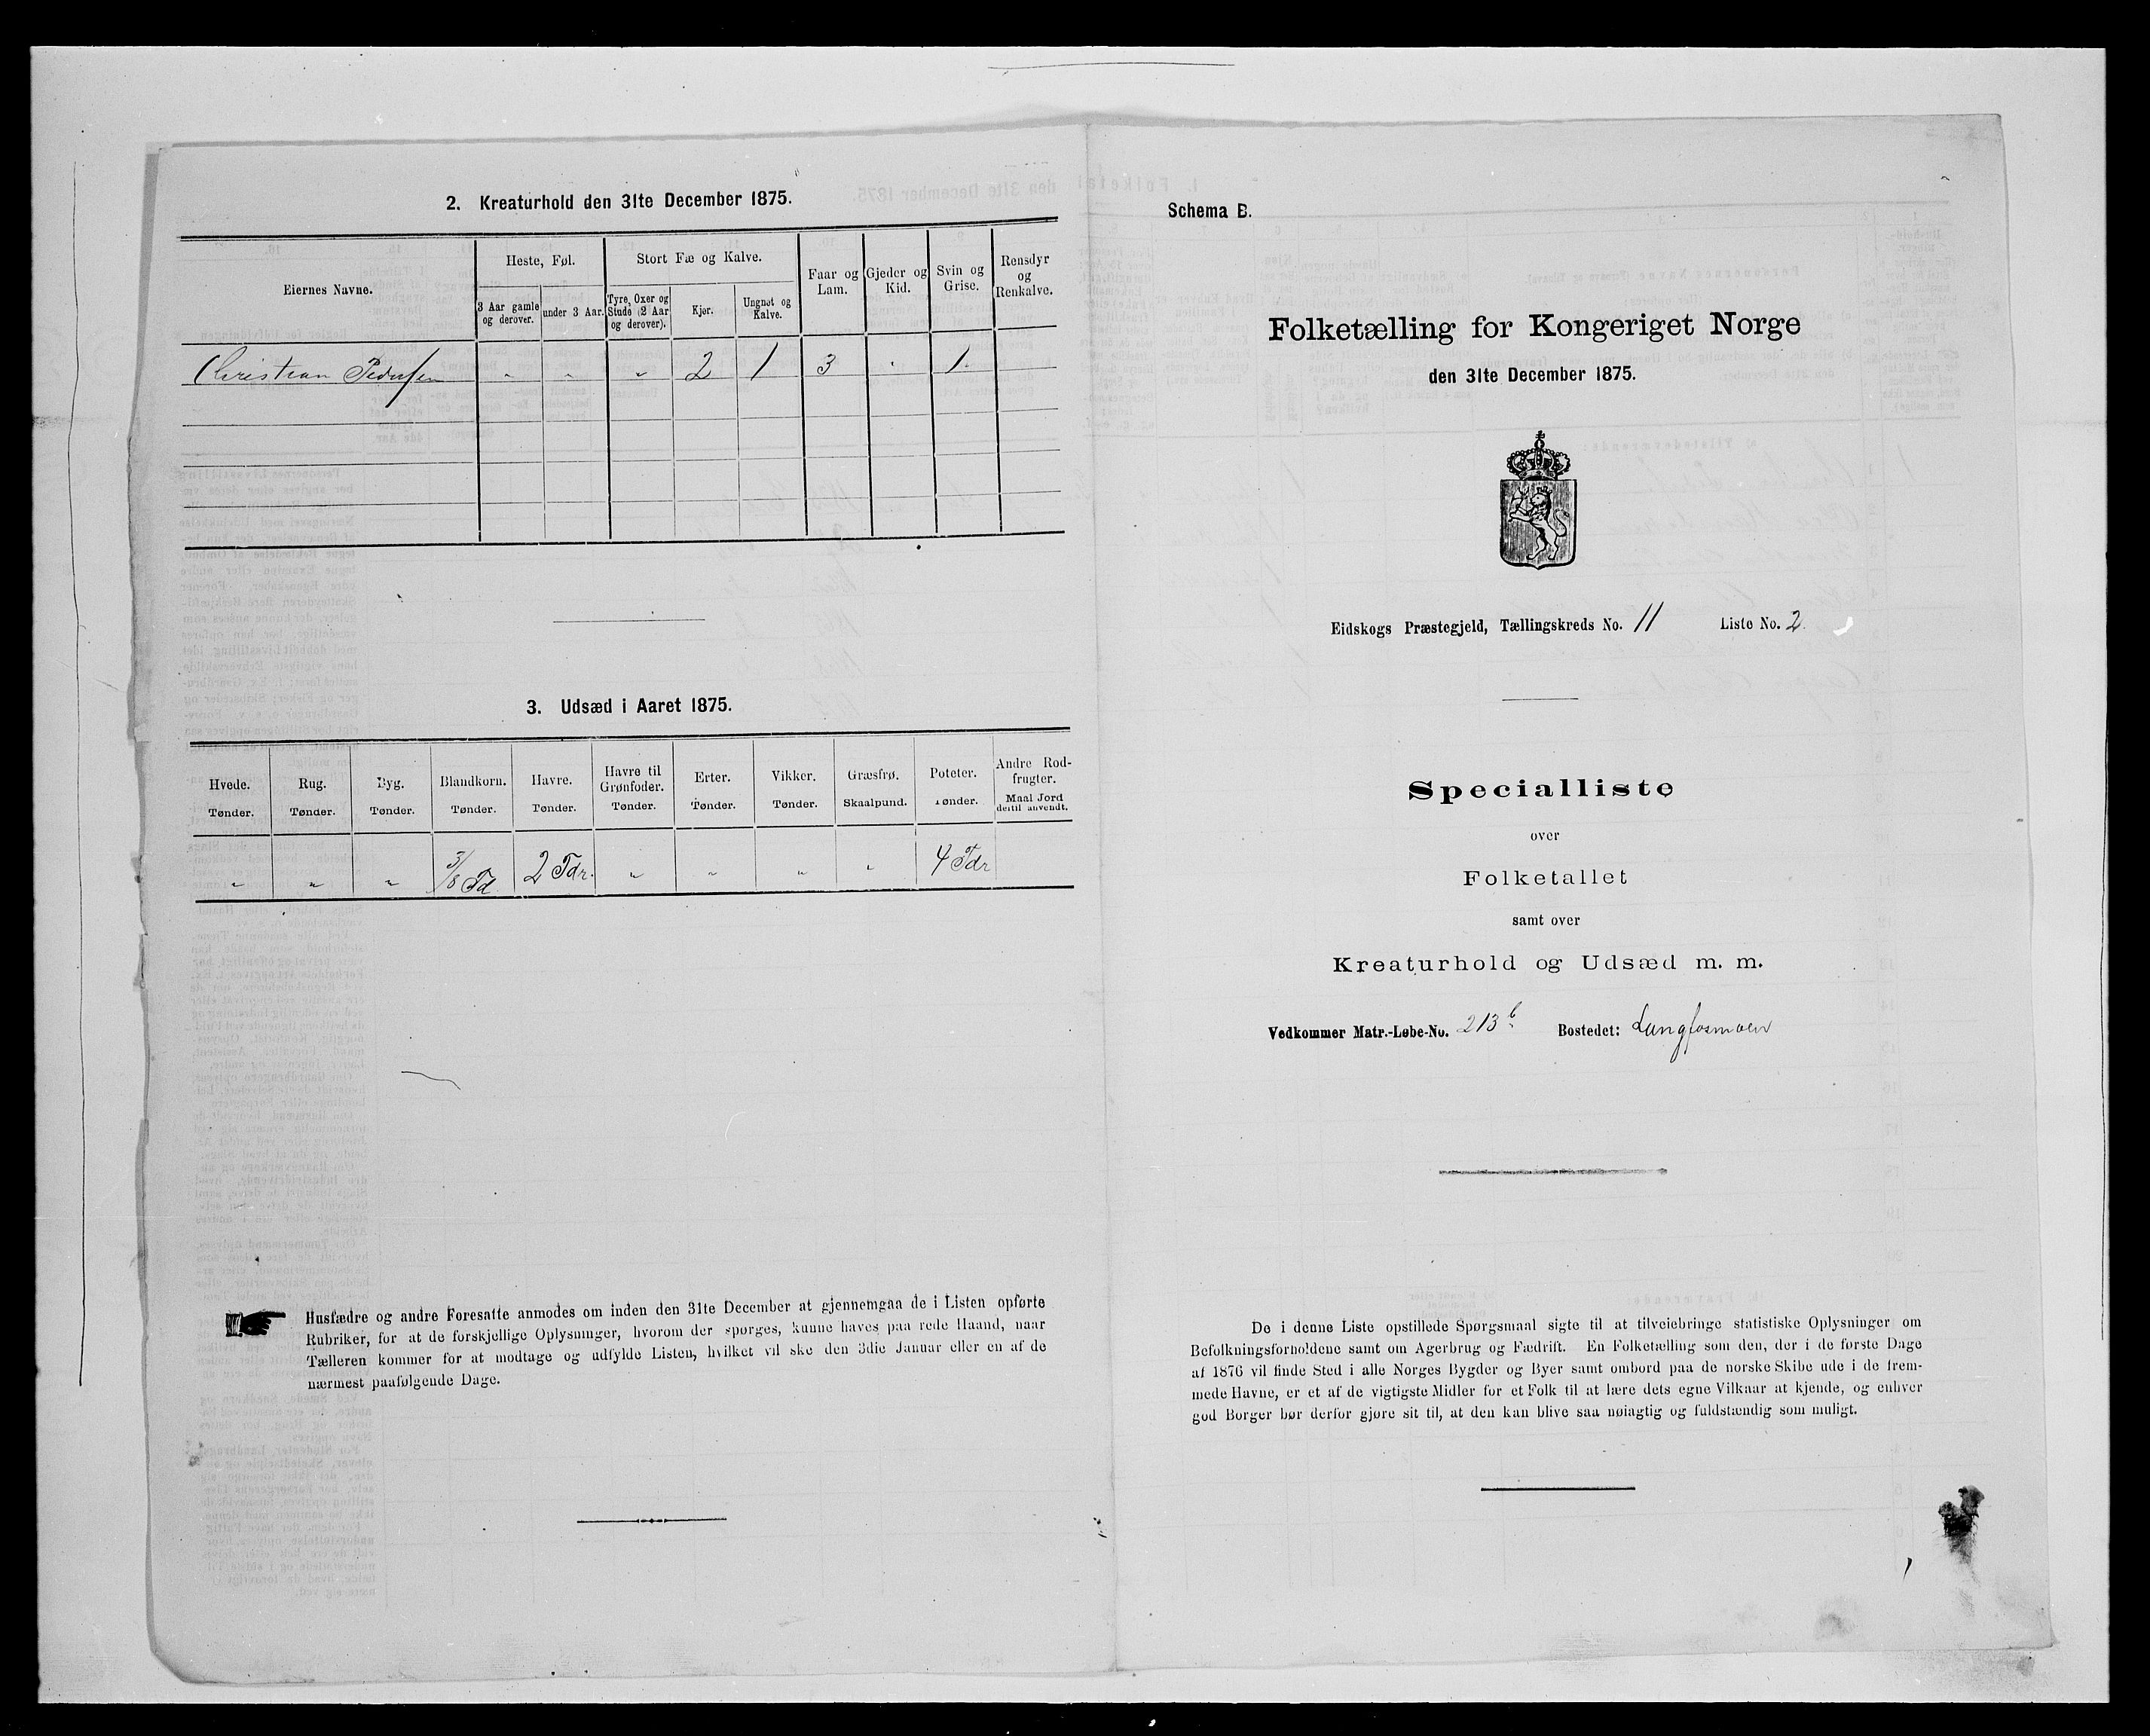 2. Kreaturhold den 31te December 1875.
Eiernes Navne.
Heste, Føl.
Stort Fæ og Kalve.
3 Aar gamle og derover.
under 3 Aar.
Tyre, Oxer og Stude (2 Aar og derover).
Kjør.
Ungnøt og Kalve.
Faar og Lam.
Gjeder og Kid.
Svin og Grise.
Rensdyr og Renkalve.
Christian Pedersen " " " 2 1 3 " 1.
3. Udsæd i Aaret 1875.
Hvede. Tønder.
Rug. Tønder.
Byg. Tønder.
Blandkorn. Tønder.
Havre. Tønder.
Havre til Grønfoder. Tønder.
Erter. Tønder.
Vikker. Tønder.
Græsfrø. Skaalpund.
Poteter. Tønder.
Andre Rodfrugter. Maal Jord dertil anvendt.
" " " 3/8 Td 2 Tdr. " " " " 4 Tdr
Husfædre og andre Foresatte anmodes om inden den 31te December at gjennemgaa de i Listen opførte
Rubriker, for at de forskjellige Oplysninger, hvorom der spørges, kunne haves paa rede Haand, naar
Tælleren kommer for at modtage og udfylde Listen, hvilket vil ske den 3die Januar eller en af de
nærmest paafølgende Dage.
Schema B.
Folketælling for Kongeriget Norge
den 31te December 1875.
Eidskogs Præstegjeld, Tællingskreds No. 11 Liste No. 2.
Specialliste
over
Folketallet
samt over
Kreaturhold og Udsæd m. m.
Vedkommer Matr.-Løbe-No. 213 b Bostedet: Langfosmoen
De i denne Liste opstillede Spørgsmaal sigte til at tilveiebringe statistiske Oplysninger om
Befolkningsforholdene samt om Agerbrug og Fædrift. En Folketælling som den, der i de første Dage
af 1876 vil finde Sted i alle Norges Bygder og Byer samt ombord paa de norske Skibe ude i de frem-
mede Havne, er et af de vigtigste Midler for et Folk til at lære dets egne Vilkaar at kjende, og enhver
god Borger bør derfor gjøre sit til, at den kan blive saa nøiagtig og fuldstændig som muligt.